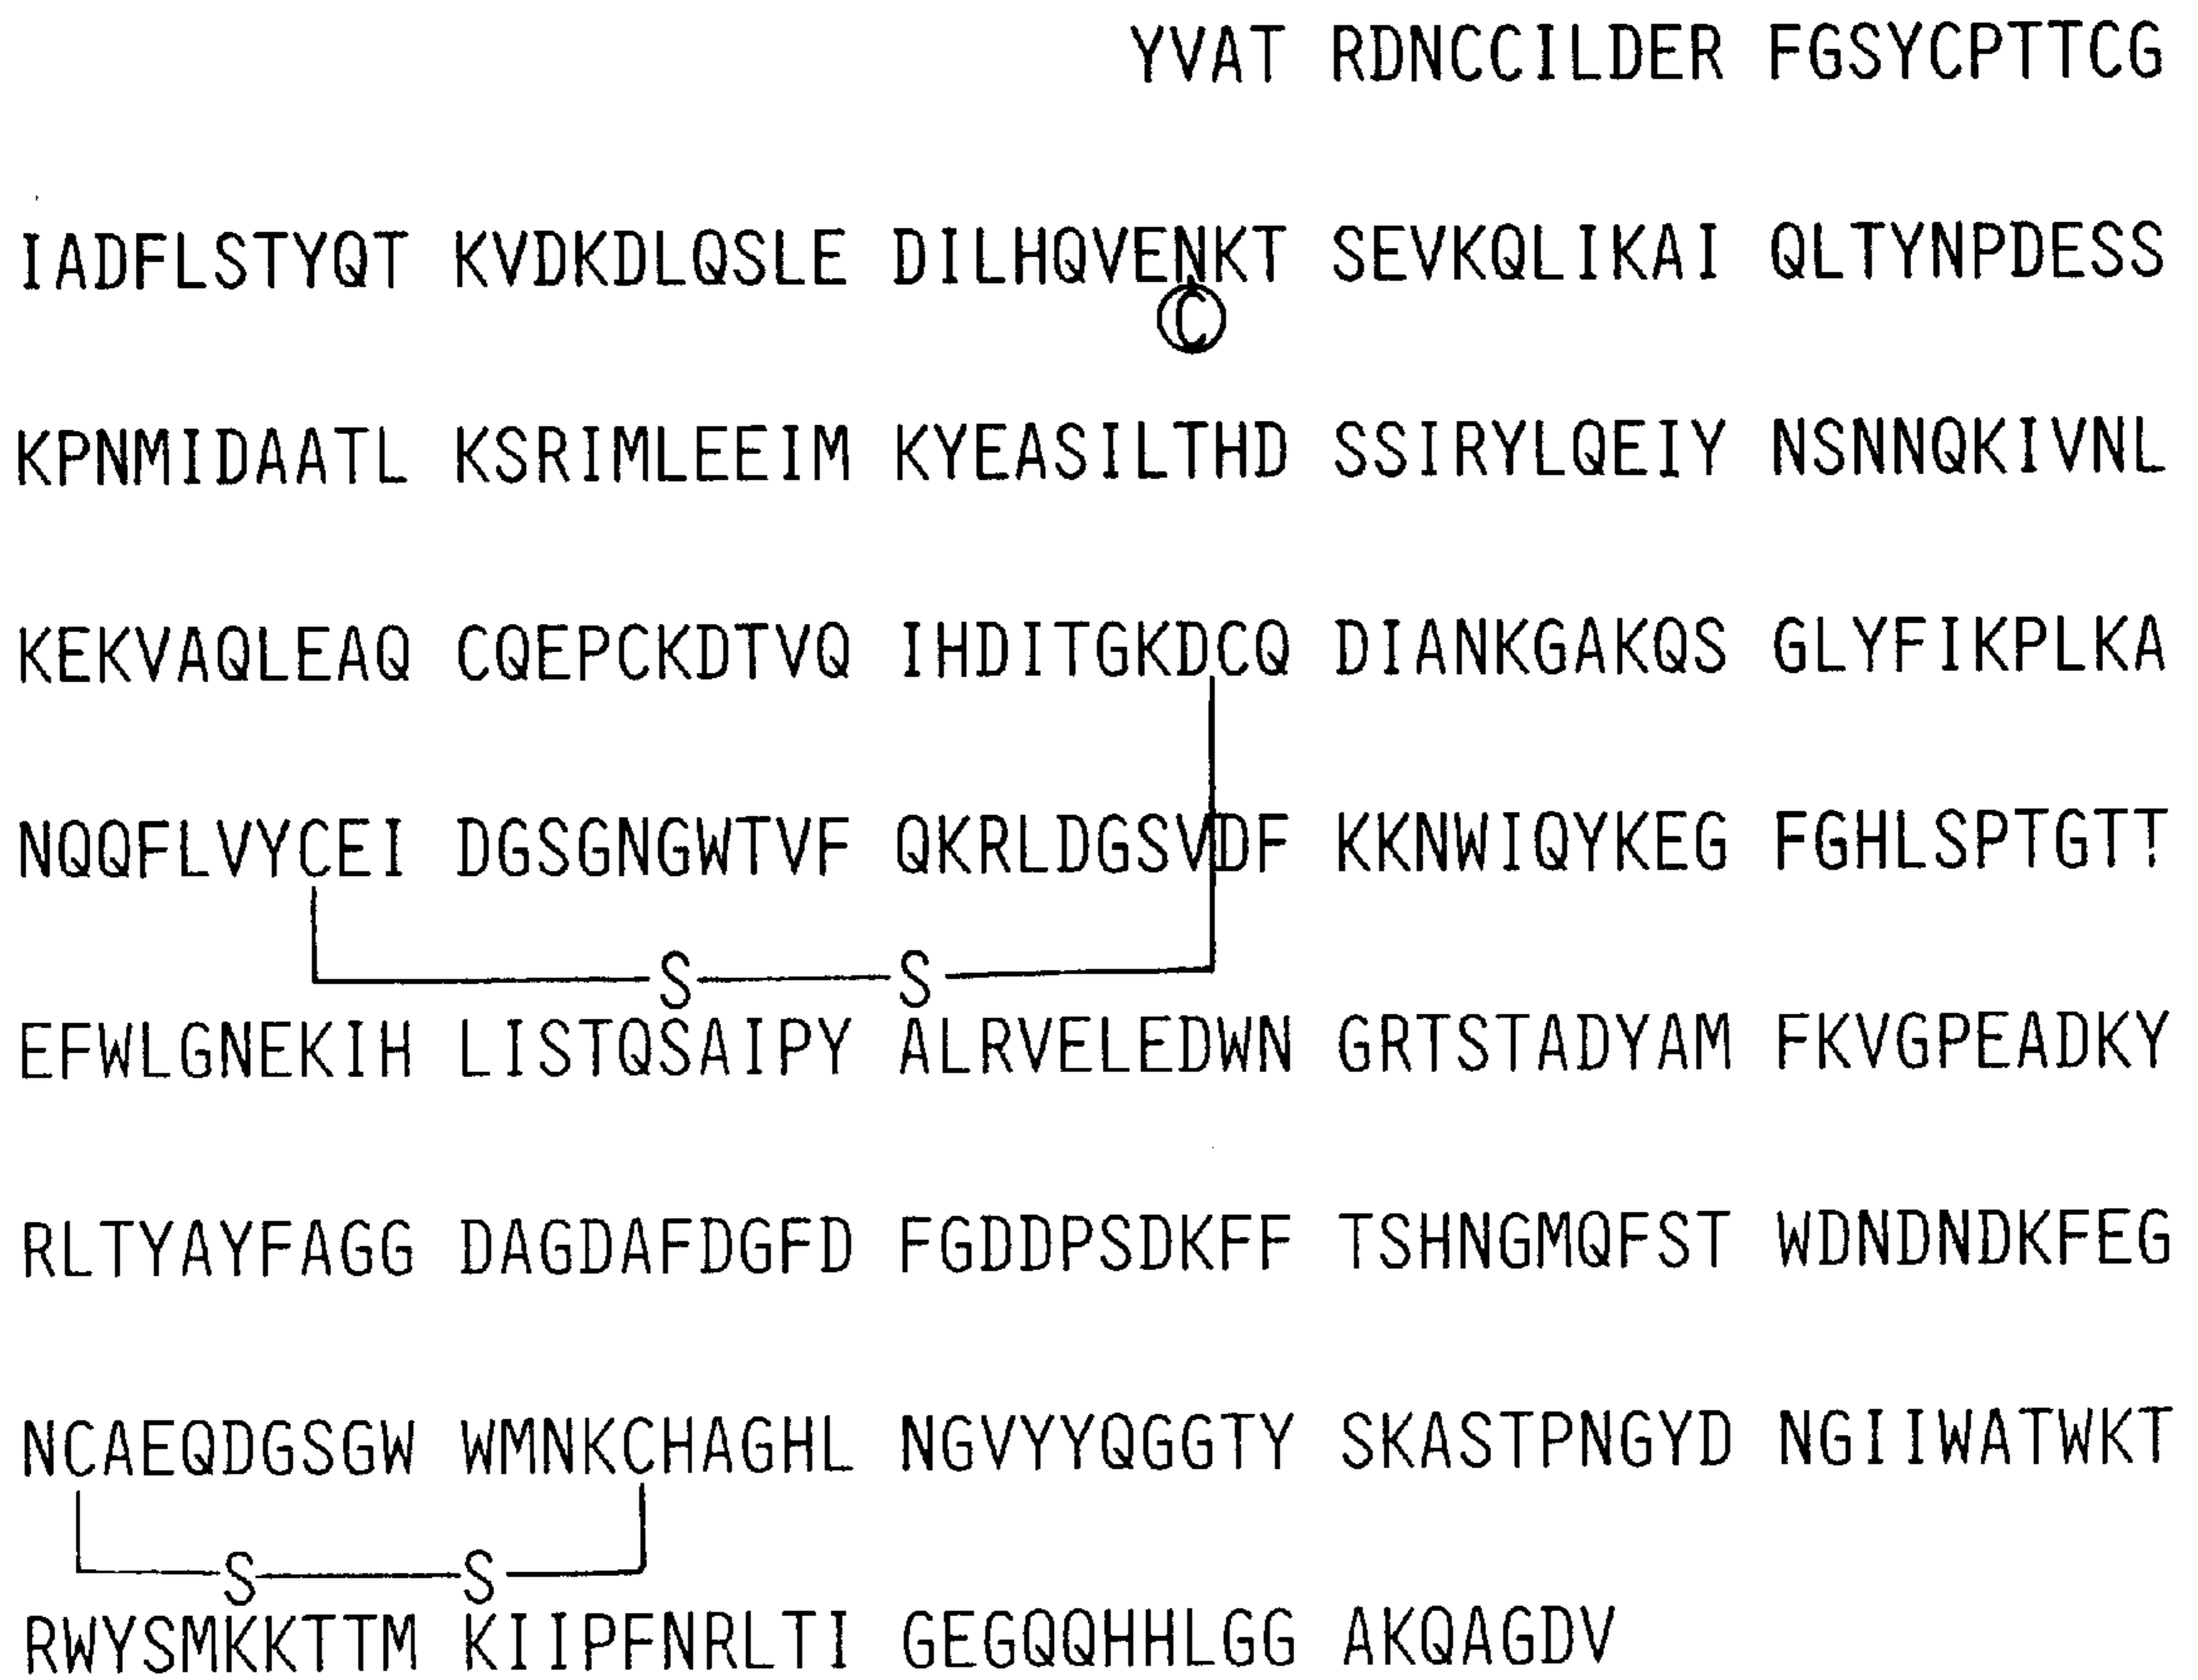 YVAT RDNCCILDER FGSYCPTTCG
IADFLSTYQT KVDKDLQSLE DILHQVENKT SEVKQLIKAI QLTYNPDESS
C
KPNMIDAATL KSRIMLEEIM KYEASILTHD SSIRYLQEIY NSNNQKIVNL
KEKVAQLEAQ CQEPCKDTVQ IHDITGKDCQ DIANKGAKQS GLYFIKPLKA
NQQFLVYCEI DGSGNGWTVF QKRLDGSVDF KKNWIQYKEG FGHLSPTGTT
S S
EFWLGNEKIH LISTQSAIPY ALRVELEDWN GRTSTADYAM FKVGPEADKY
RLTYAYFAGG DAGDAFDGFD FGDDPSDKFF TSHNGMQFST WDNDNDKFEG
NCAEQDGSGW WMNKCHAGHL NGVYYQGGTY SKASTPNGYD NGIIWATWKT
S S
RWYSMKKTTM KIIPFNRLTI GEGQQHHLGG AKQAGDV